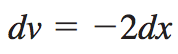 dv = −2dx